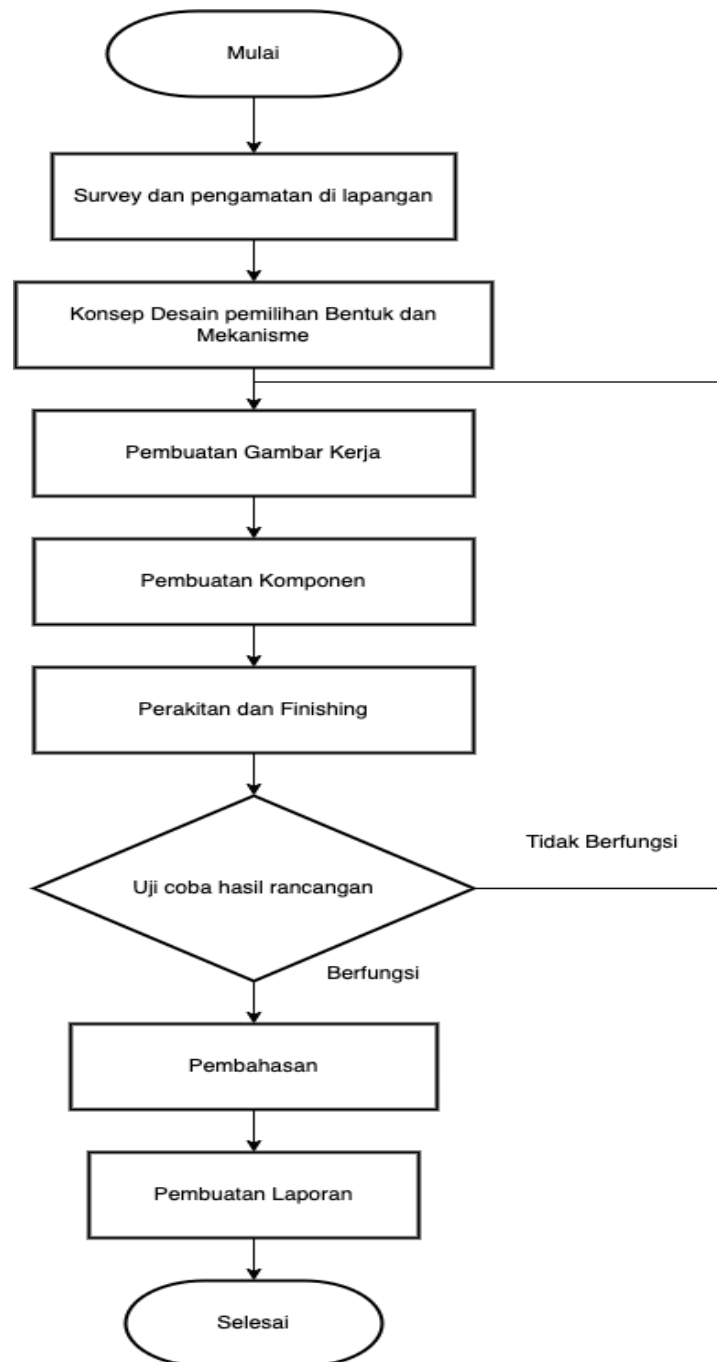 Mulai
Survey dan pengamatan di lapangan
Konsep Desain pemilihan Bentuk dan
Mekanisme
Pembuatan Gambar Kerja
Pembuatan Komponen
Perakitan dan Finishing
Tidak Berfungsi
Uji coba hasil rancangan
Berfungsi
Pembahasan
Pembuatan Laporan
Selesai